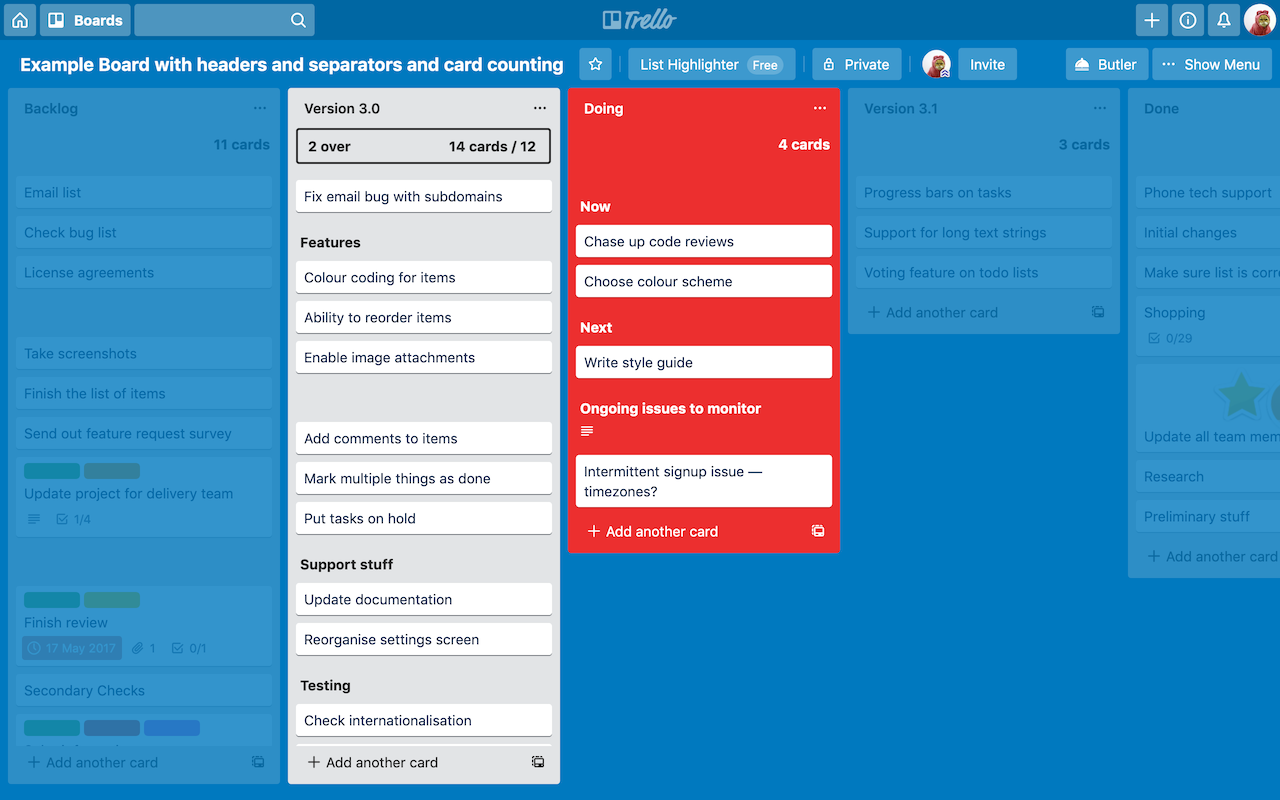 Boards
Trello
Example Board with headers and separators and card counting
List Highlighter Free
Private
Invite
Butler
Show Menu
Backlog
11 cards
Email list
Check bug list
License agreements
Take screenshots
Finish the list of items
Send out feature request survey
Update project for delivery team
1/4
Finish review
17 May 2017
1
0/1
Secondary Checks
Add another card
Version 3.0
2 over
14 cards / 12
Fix email bug with subdomains
Features
Colour coding for items
Ability to reorder items
Enable image attachments
Add comments to items
Mark multiple things as done
Put tasks on hold
Support stuff
Update documentation
Reorganise settings screen
Testing
Check internationalisation
Add another card
Doing
4 cards
Now
Chase up code reviews
Choose colour scheme
Next
Write style guide
Ongoing issues to monitor
Intermittent signup issue —
timezones?
Add another card
Version 3.1
3 cards
Progress bars on tasks
Support for long text strings
Voting feature on todo lists
Add another card
Done
Phone tech support
Initial changes
Make sure list is corre
Shopping
0/29
Update all team mem
Research
Preliminary stuff
Add another card